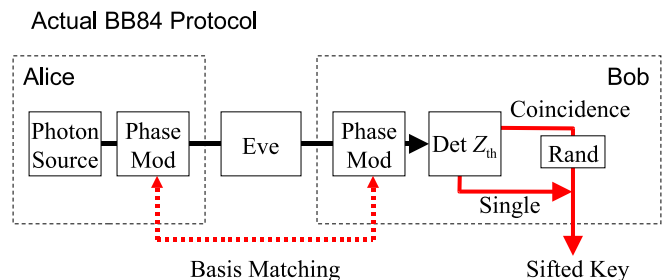 Actual BB84 Protocol
Alice
Bob
Coincidence
Photon
Source
Phase
Mod
Eve
Phase
Mod
Det Zth
Rand
Single
Basis Matching
Sifted Key